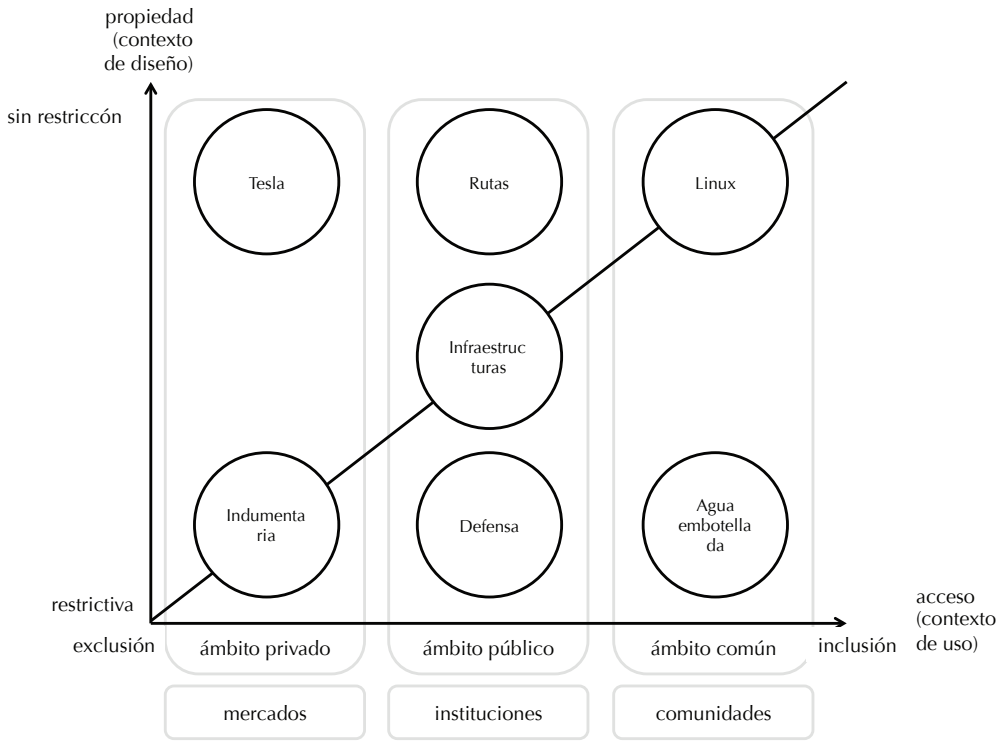 propiedad
(contexto
de diseño)
sin restriccón
Tesla
Rutas
Linux
Infraestruc
turas
Indumenta
ria
Defensa
Agua
embotella
da
restrictiva
exclusión
ámbito privado
ámbito público
ámbito común
inclusión
acceso
(contexto
de uso)
mercados
instituciones
comunidades